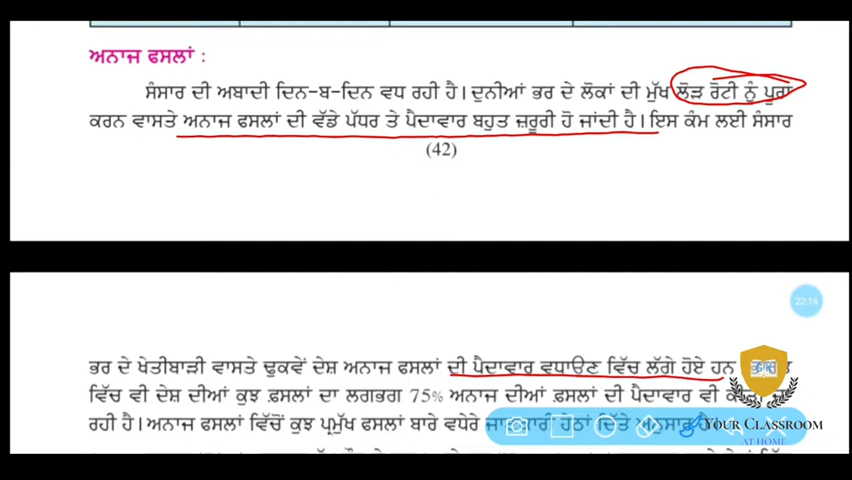 ਅਨਾਜ ਫਸਲਾਂ :
ਸੰਸਾਰ ਦੀ ਅਬਾਦੀ ਦਿਨ-ਬ-ਦਿਨ ਵਧ ਰਹੀ ਹੈ। ਦੁਨੀਆਂ ਭਰ ਦੇ ਲੋਕਾਂ ਦੀ ਮੁੱਖ ਲੋੜ ਰੋਟੀ ਨੂੰ ਪੂਰਾ
ਕਰਨ ਵਾਸਤੇ ਅਨਾਜ ਫਸਲਾਂ ਦੀ ਵੱਡੇ ਪੱਧਰ ਤੇ ਪੈਦਾਵਾਰ ਬਹੁਤ ਜ਼ਰੂਰੀ ਹੋ ਜਾਂਦੀ ਹੈ। ਇਸ ਕੰਮ ਲਈ ਸੰਸਾਰ
(42)
22:15
ਭਰ ਦੇ ਖੇਤੀਬਾੜੀ ਵਾਸਤੇ ਢੁਕਵੇਂ ਦੇਸ਼ ਅਨਾਜ ਫਸਲਾਂ ਦੀ ਪੈਦਾਵਾਰ ਵਧਾਉਣ ਵਿੱਚ ਲੱਗੇ ਹੋਏ ਹਨ
ਵਿੱਚ ਵੀ ਦੇਸ਼ ਦੀਆਂ ਕੁਝ ਫ਼ਸਲਾਂ ਦਾ ਲਗਭਗ 75% ਅਨਾਜ ਦੀਆਂ ਫ਼ਸਲਾਂ ਦੀ ਪੈਦਾਵਾਰ ਵੀ
ਰਹੀ ਹੈ। ਅਨਾਜ ਫਸਲਾਂ ਵਿੱਚੋਂ ਕੁਝ ਪ੍ਰਮੁੱਖ ਫਸਲਾਂ ਬਾਰੇ ਵਧੇਰੇ ਜਾਣਕਾਰੀ ਹੇਠਾਂ ਦਿੱਤੇ ਅਨੁਸਾਰ ਹੈ
YOUR CLASSROOM
AT HOME